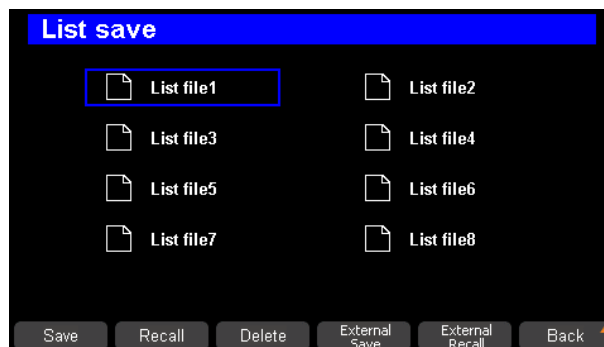 List save
List file1 List file2
List file3 List file4
List file5 List file6
List file7 List file8
Save Recall Delete External Save External Recall Back